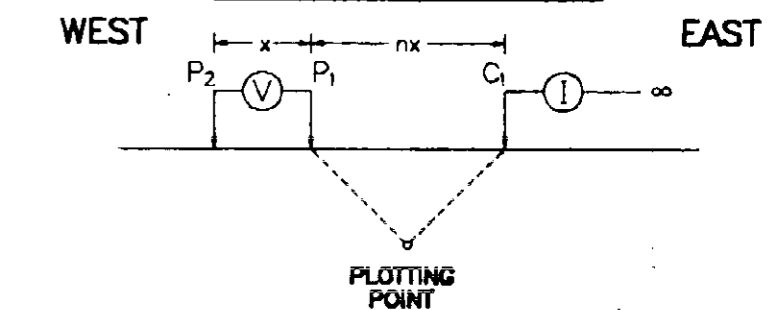 WEST
EAST
x
nx
P₂
V
P₁
C₁
I
∞
PLOTTING
POINT